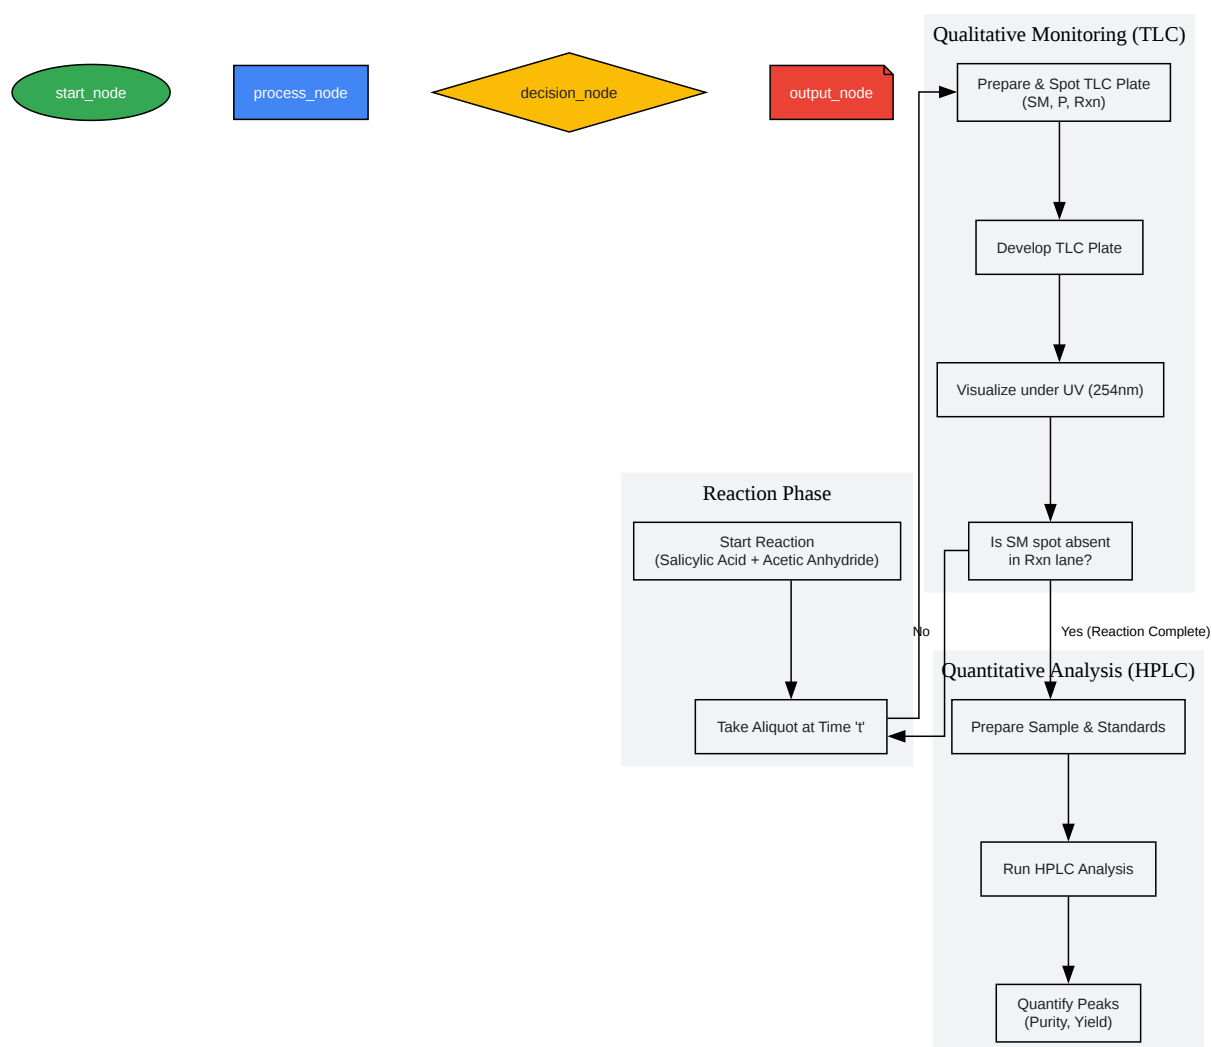 start_node
process_node
decision_node
output_node
Qualitative Monitoring (TLC)
Prepare & Spot TLC Plate
(SM, P, Rxn)
Develop TLC Plate
Visualize under UV (254nm)
Is SM spot absent
in Rxn lane?
Reaction Phase
Start Reaction
(Salicylic Acid + Acetic Anhydride)
Take Aliquot at Time 't'
No
Yes (Reaction Complete)
Quantitative Analysis (HPLC)
Prepare Sample & Standards
Run HPLC Analysis
Quantify Peaks
(Purity, Yield)